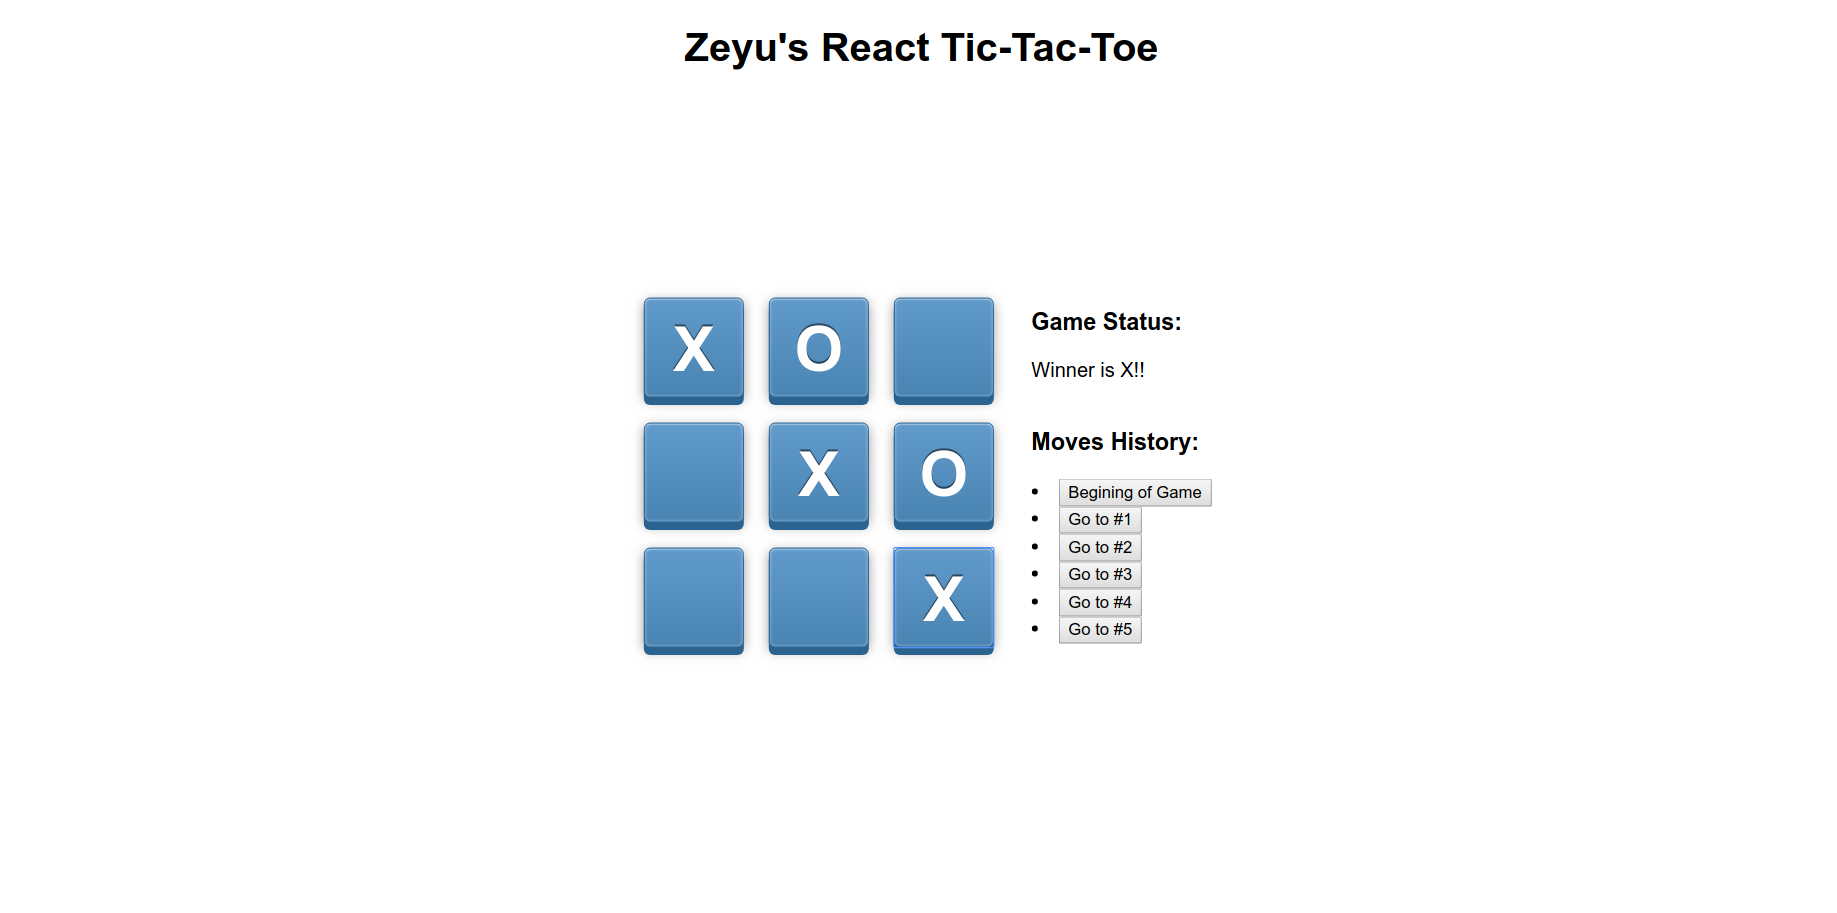 Zeyu's React Tic-Tac-Toe
X O
X O
X
Game Status:
Winner is X!!
Moves History:
Begining of Game
Go to #1
Go to #2
Go to #3
Go to #4
Go to #5